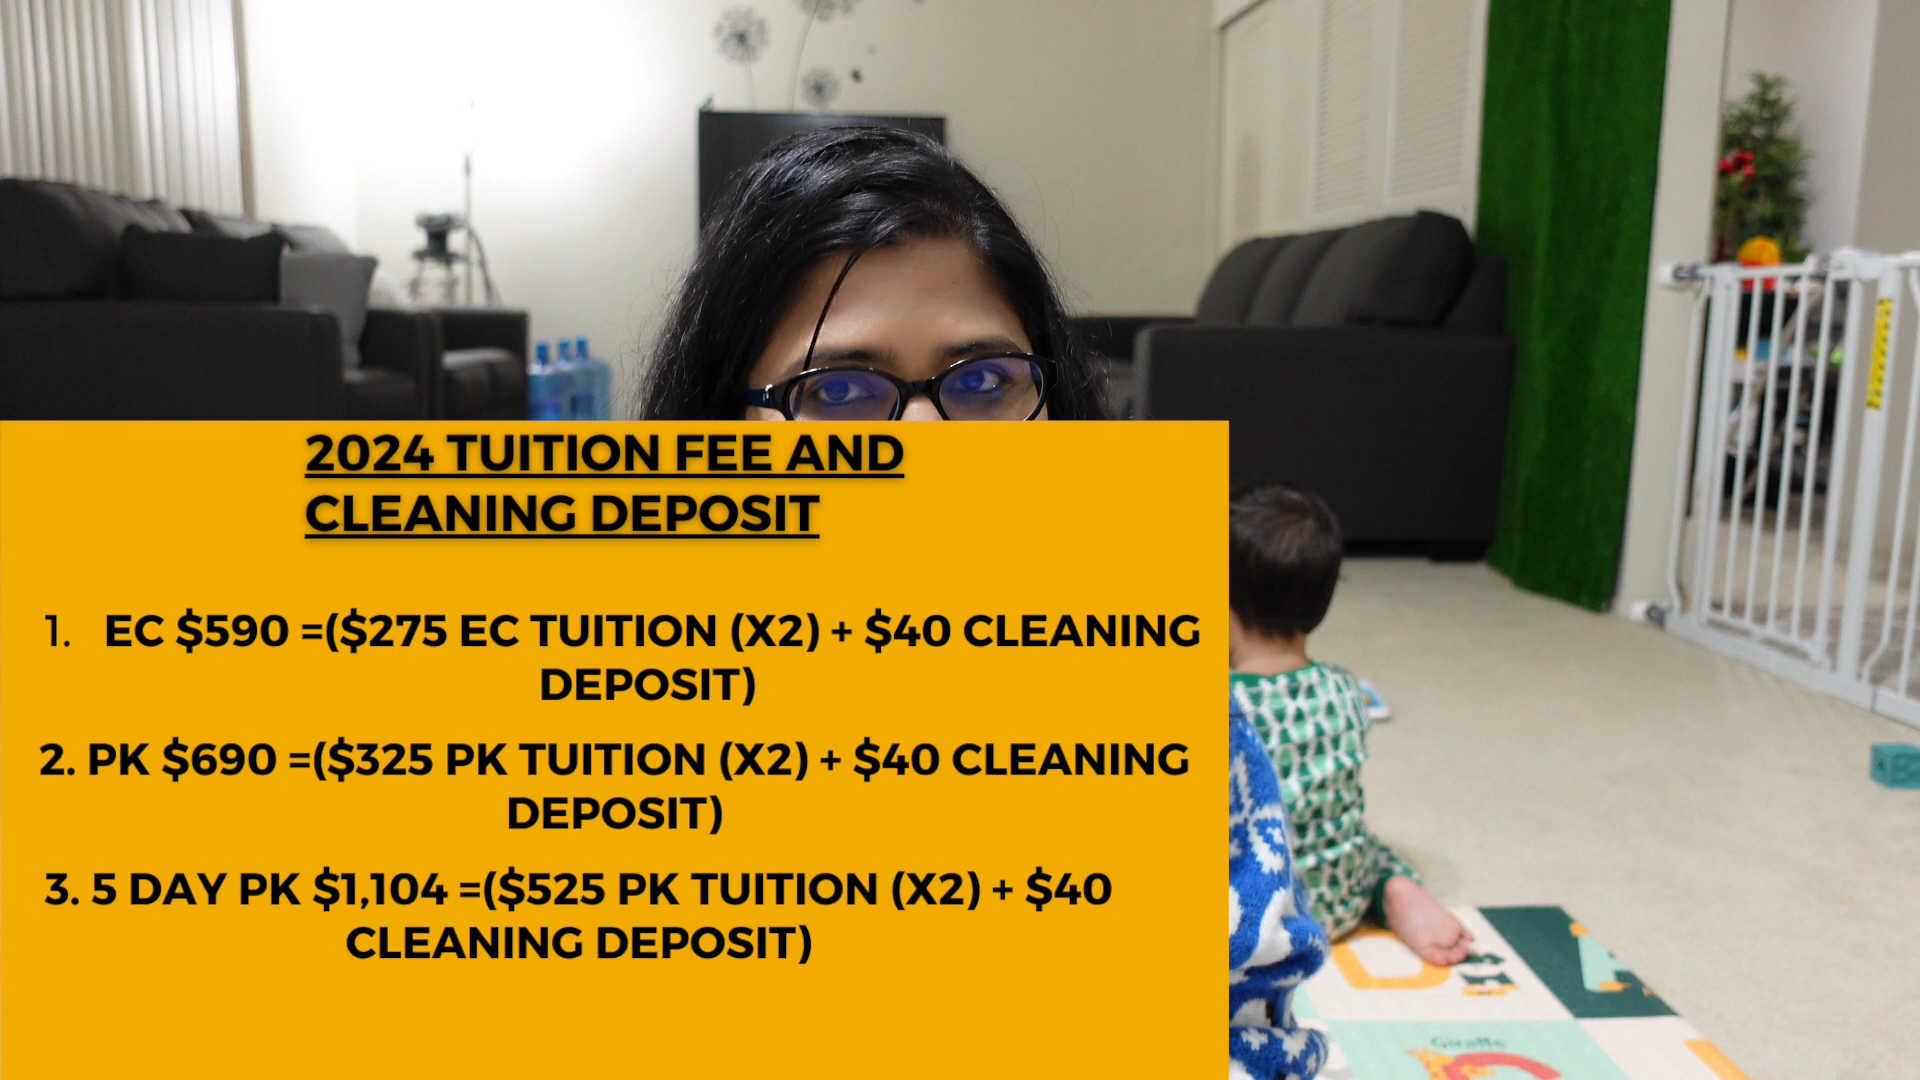 2024 TUITION FEE AND
CLEANING DEPOSIT
1. EC $590 =($275 EC TUITION (X2) + $40 CLEANING
DEPOSIT)
2. PK $690 =($325 PK TUITION (X2) + $40 CLEANING
DEPOSIT)
3. 5 DAY PK $1,104 =($525 PK TUITION (X2) + $40
CLEANING DEPOSIT)
Giraffe